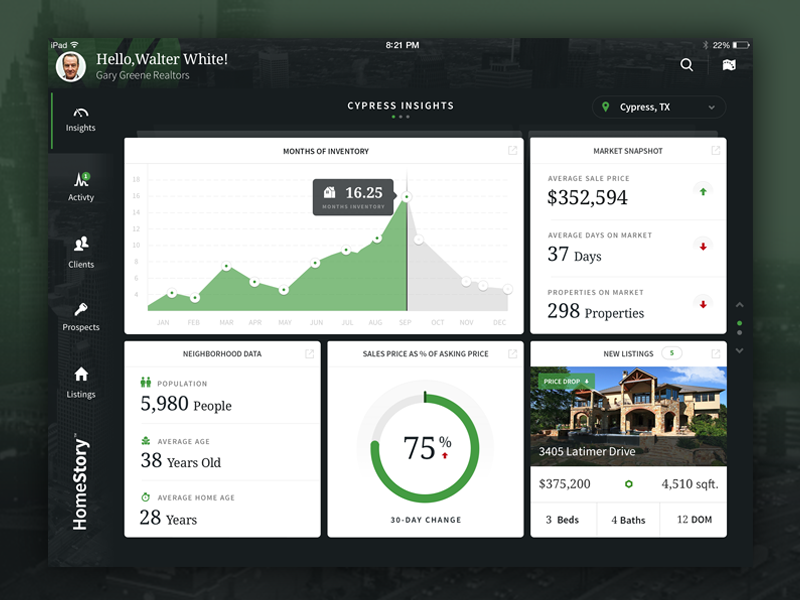 iPad
8:21 PM
22%
Hello,Walter White!
Gary Greene Realtors
CYPRESS INSIGHTS
Cypress, TX
Insights
1
Activty
Clients
Prospects
Listings
HomeStory
MONTHS OF INVENTORY
18
16
14
12
10
8
6
4
16.25
MONTHS INVENTORY
JAN FEB MAR APR MAY JUN JUL AUG SEP OCT NOV DEC
MARKET SNAPSHOT
AVERAGE SALE PRICE
$352,594
AVERAGE DAYS ON MARKET
37 Days
PROPERTIES ON MARKET
298 Properties
NEIGHBORHOOD DATA
POPULATION
5,980 People
AVERAGE AGE
38 Years Old
AVERAGE HOME AGE
28 Years
SALES PRICE AS % OF ASKING PRICE
75%
30-DAY CHANGE
NEW LISTINGS 5
PRICE DROP
3405 Latimer Drive
$375,200 4,510 sqft.
3 Beds 4 Baths 12 DOM